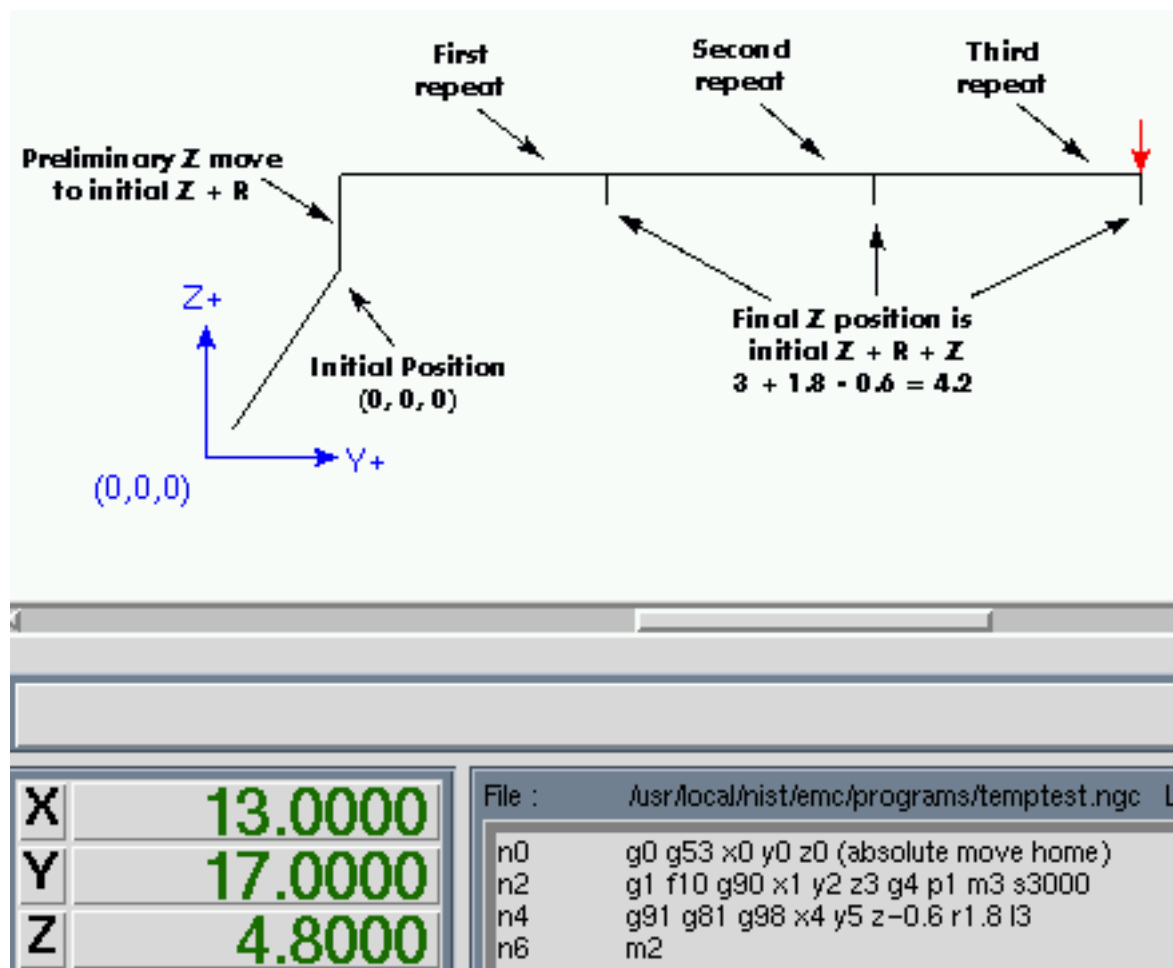 First
repeat
Second
repeat
Third
repeat
Preliminary Z move
to initial Z + R
Z+
Initial Position
(0, 0, 0)
Final Z position is
initial Z + R + Z
3 + 1.8 - 0.6 = 4.2
Y+
(0,0,0)
X 13.0000
Y 17.0000
Z 4.8000
File : /usr/local/nist/emc/programs/temptest.ngc L
n0 g0 g53 x0 y0 z0 (absolute move home)
n2 g1 f10 g90 x1 y2 z3 g4 p1 m3 s3000
n4 g91 g81 g98 x4 y5 z-0.6 r1.8 l3
n6 m2